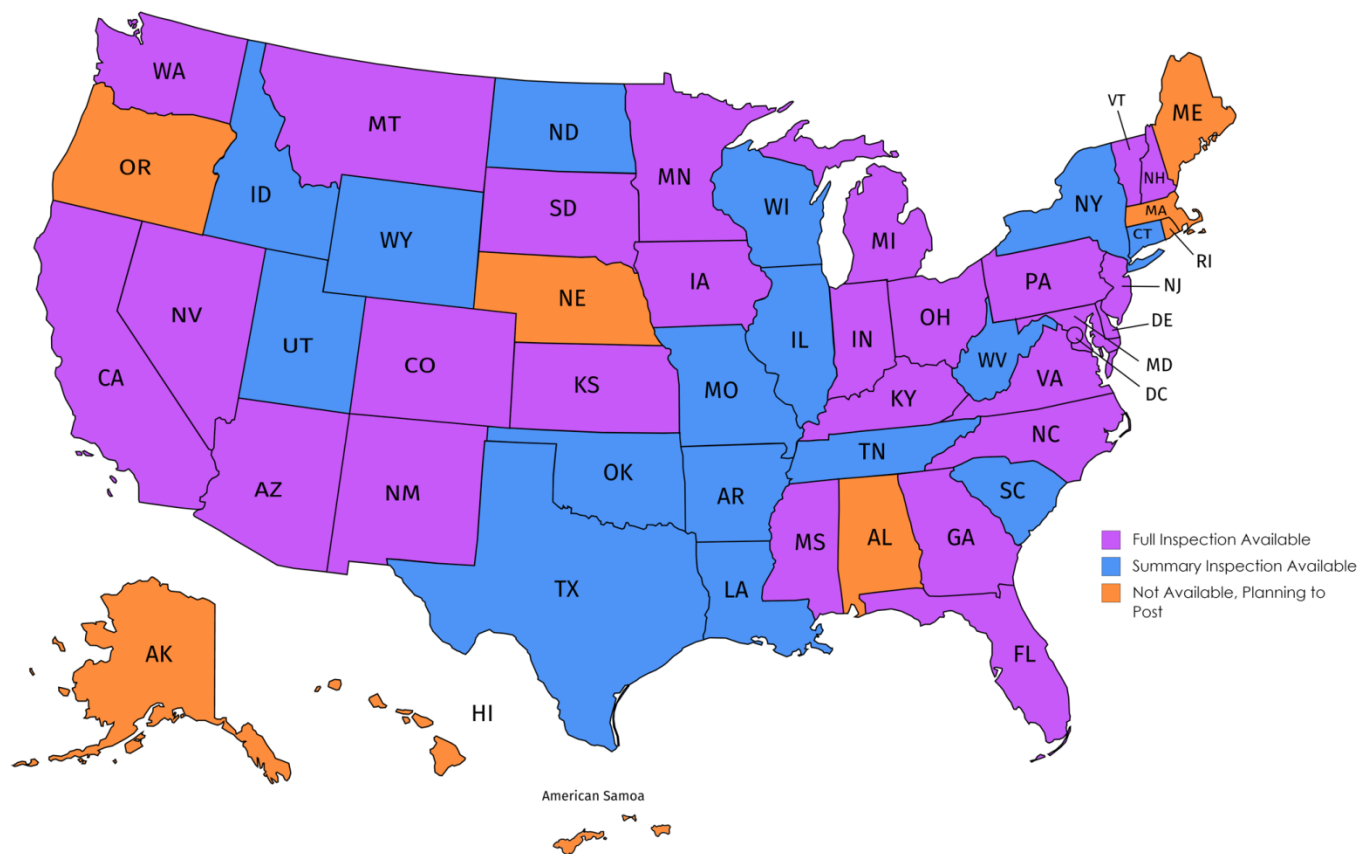 WA
MT
ND
MN
VT
ME
OR
ID
SD
WI
NY
NH
MA
CT
RI
WY
MI
IA
PA
NJ
NE
NV
UT
IL
IN
OH
DE
CO
MD
CA
KS
MO
WV
VA
DC
KY
NC
TN
AZ
NM
OK
AR
SC
MS
AL
GA
Full Inspection Available
Summary Inspection Available
Not Available, Planning to
Post
TX
LA
AK
FL
HI
American Samoa